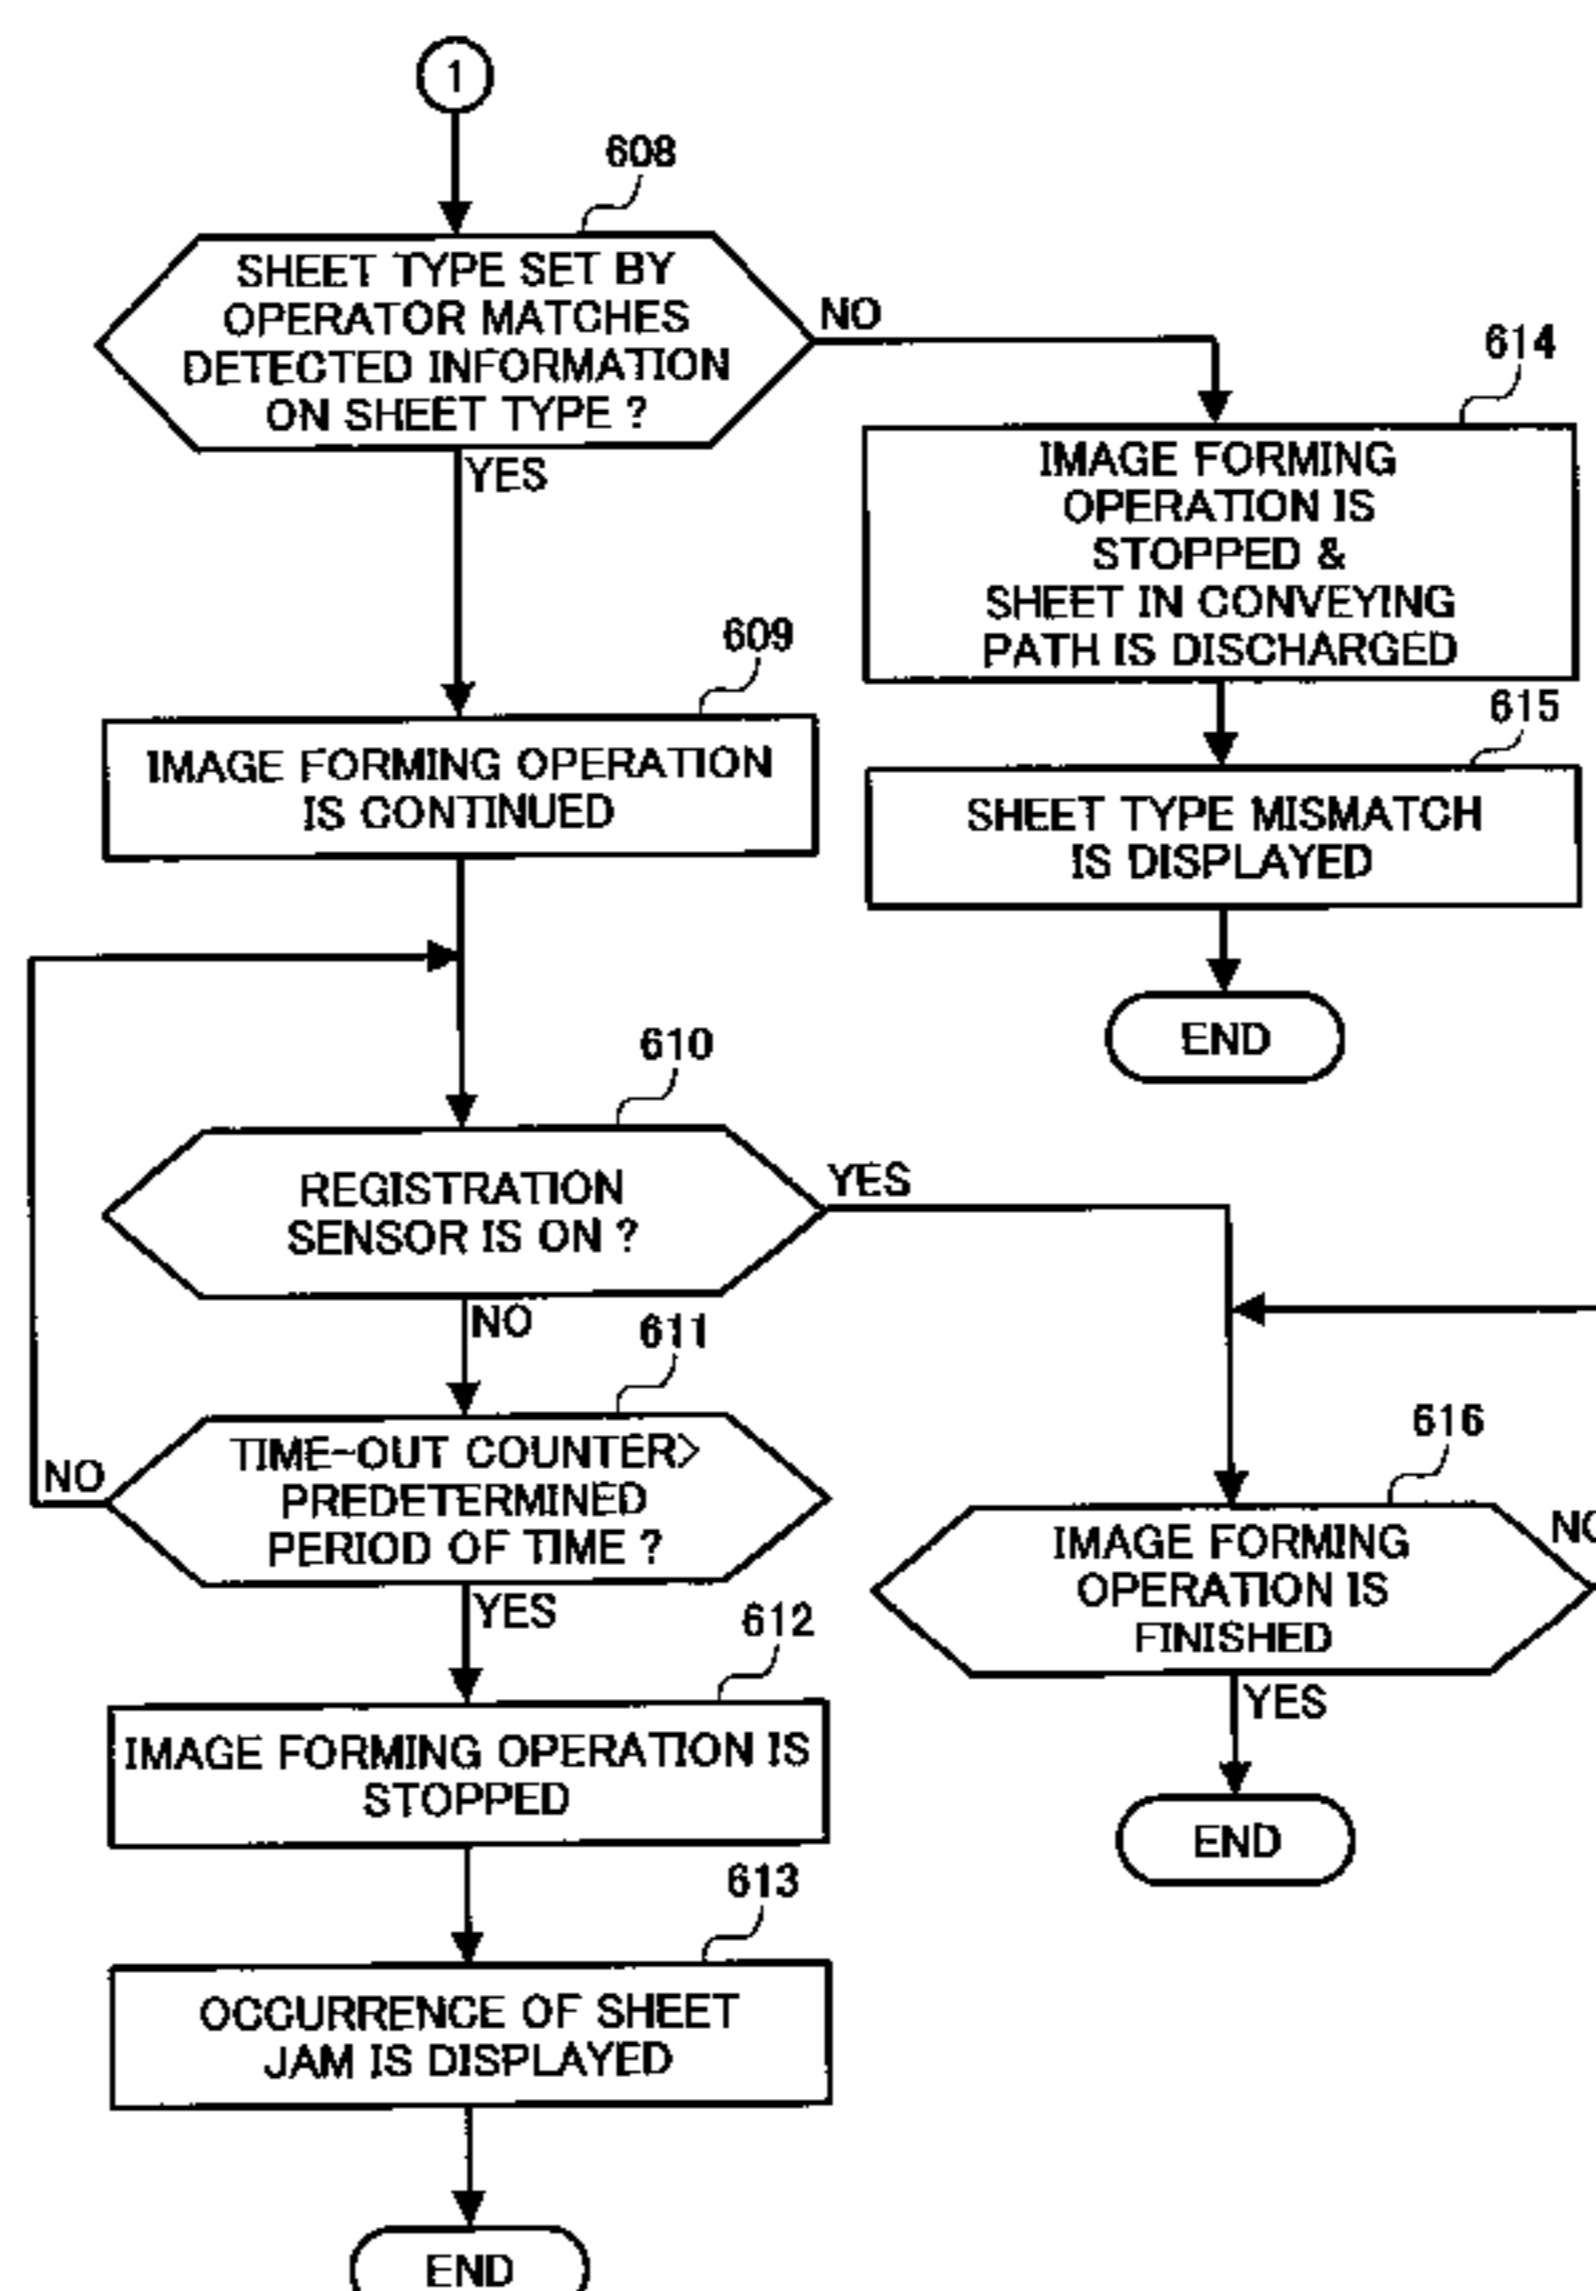 1
608
SHEET TYPE SET BY
OPERATOR MATCHES
DETECTED INFORMATION
ON SHEET TYPE ?
NO
YES
614
IMAGE FORMING
OPERATION IS
STOPPED &
SHEET IN CONVEYING
PATH IS DISCHARGED
609
IMAGE FORMING OPERATION
IS CONTINUED
615
SHEET TYPE MISMATCH
IS DISPLAYED
END
610
REGISTRATION
SENSOR IS ON ?
YES
NO
611
TIME-OUT COUNTER>
PREDETERMINED
PERIOD OF TIME ?
NO
YES
616
IMAGE FORMING
OPERATION IS
FINISHED
NO
YES
END
612
IMAGE FORMING OPERATION IS
STOPPED
613
OCCURRENCE OF SHEET
JAM IS DISPLAYED
END